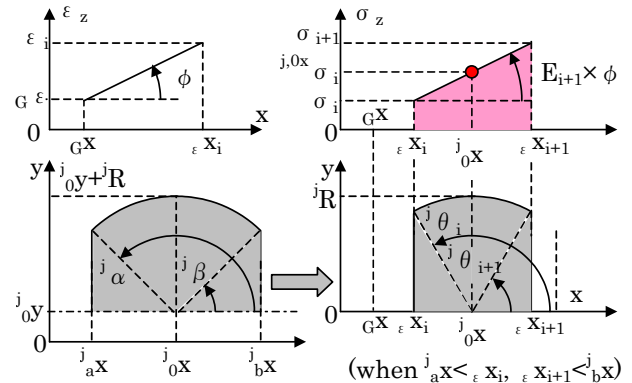 ε z
ε i
G ε
φ
0
G x
ε x i
x
σ z
σ i+1
j,0x
σ i
σ i
E i+1 × φ
0
G x
ε x i
j 0 x
ε x i+1
y
j 0 y+ j R
j α
j β
j 0 y
0
j a x
j 0 x
j b x
y
j R
j θ i
j θ i+1
x
0
G x
ε x i
j 0 x
ε x i+1
(when j a x< ε x i, ε x i+1< j b x)